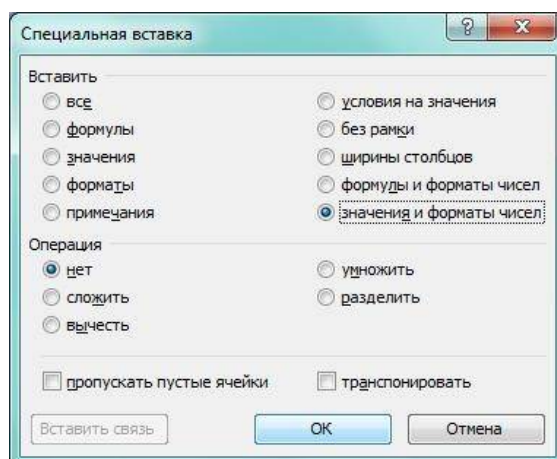 Специальная вставка
Вставить
все
условия на значения
формулы
без рамки
значения
ширины столбцов
форматы
формулы и форматы чисел
примечания
значения и форматы чисел
Операция
нет
умножить
сложить
разделить
вычесть
пропускать пустые ячейки
транспонировать
Вставить связь
ОК
Отмена